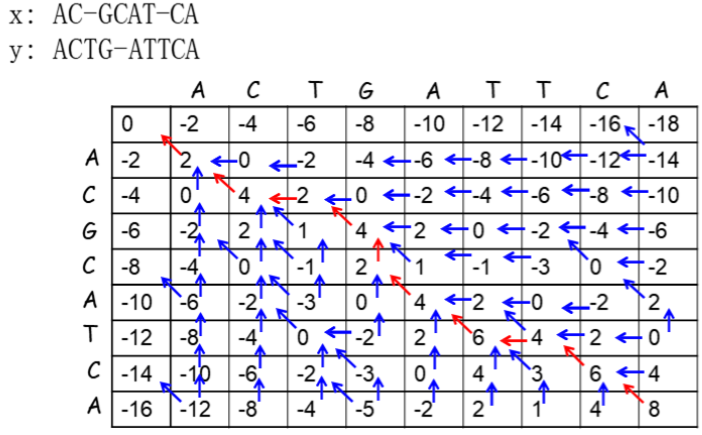 x: AC-GCAT-CA
y: ACTG-ATTCA
A C T G A T T C A
0 -2 -4 -6 -8 -10 -12 -14 -16 -18
A -2 2 0 -2 -4 -6 -8 -10 -12 -14
C -4 0 4 2 0 -2 -4 -6 -8 -10
G -6 -2 2 1 4 2 0 -2 -4 -6
C -8 -4 0 -1 2 1 -1 -3 0 -2
A -10 -6 -2 -3 0 4 2 0 -2 2
T -12 -8 -4 0 -2 2 6 4 2 0
C -14 -10 -6 -2 -3 0 4 3 6 4
A -16 -12 -8 -4 -5 -2 2 1 4 8